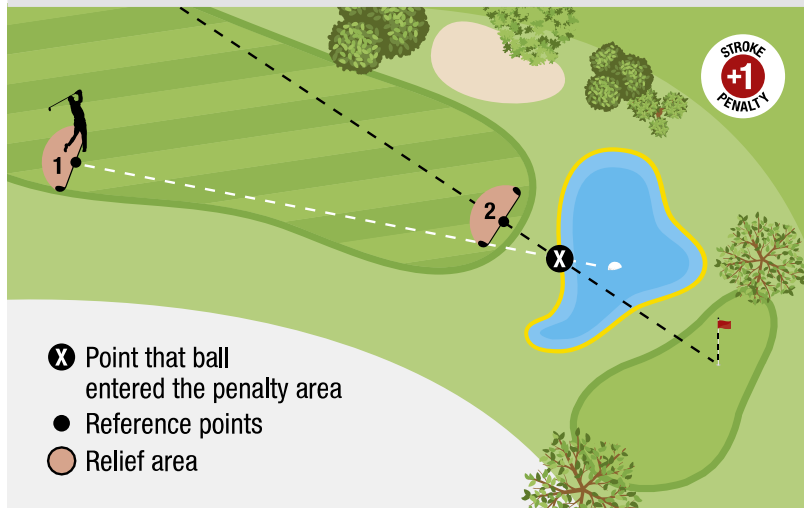 STROKE
+1
PENALTY
1
2
X
X Point that ball
entered the penalty area
Reference points
Relief area